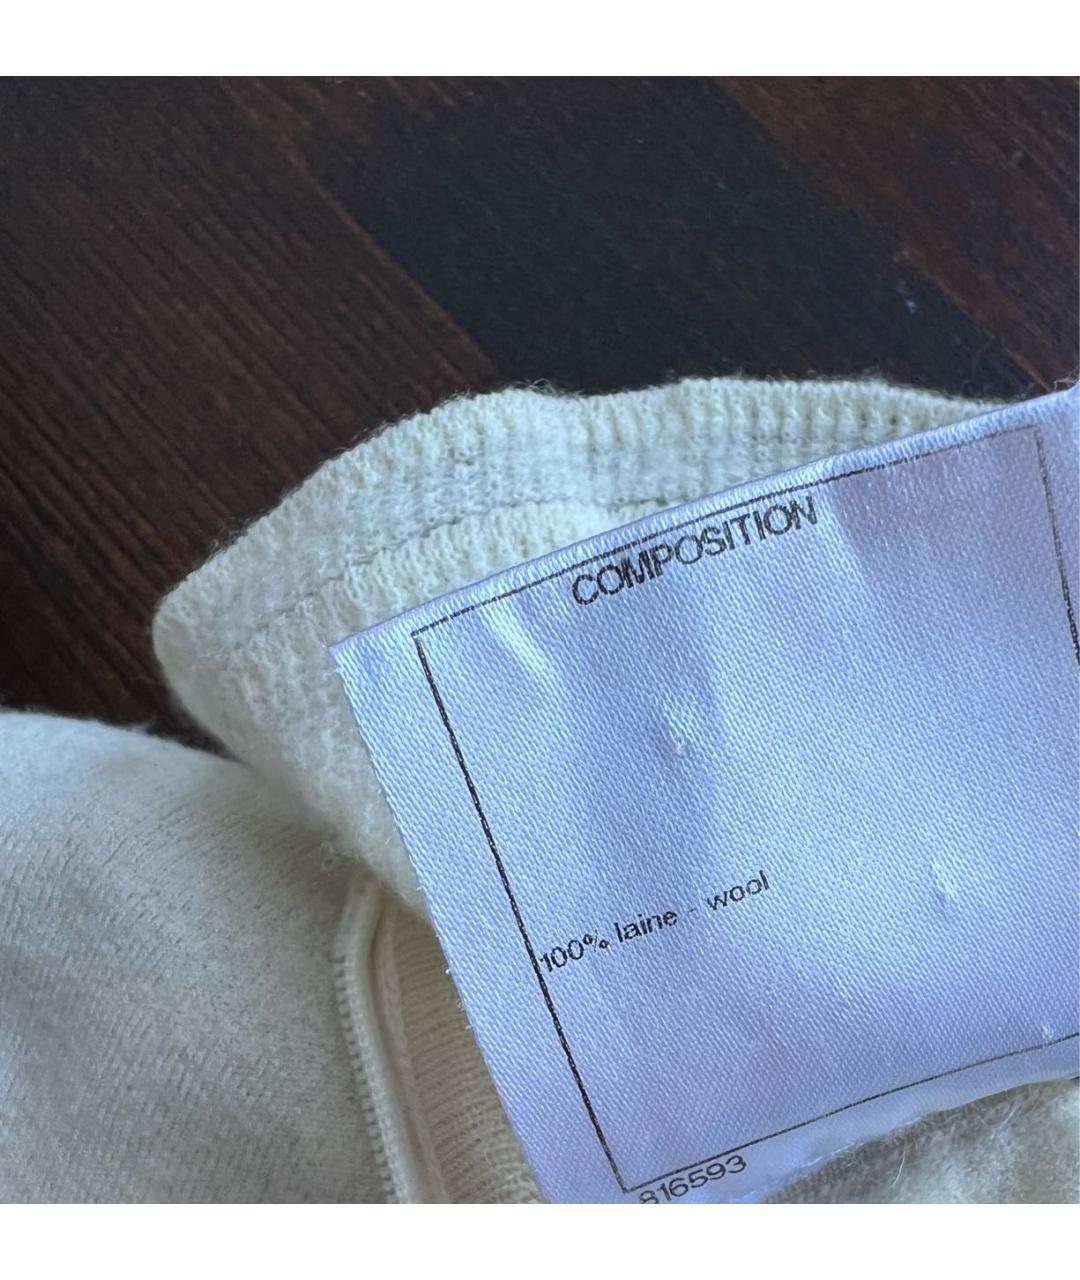 COMPOSITION
100% laine - wool
816593